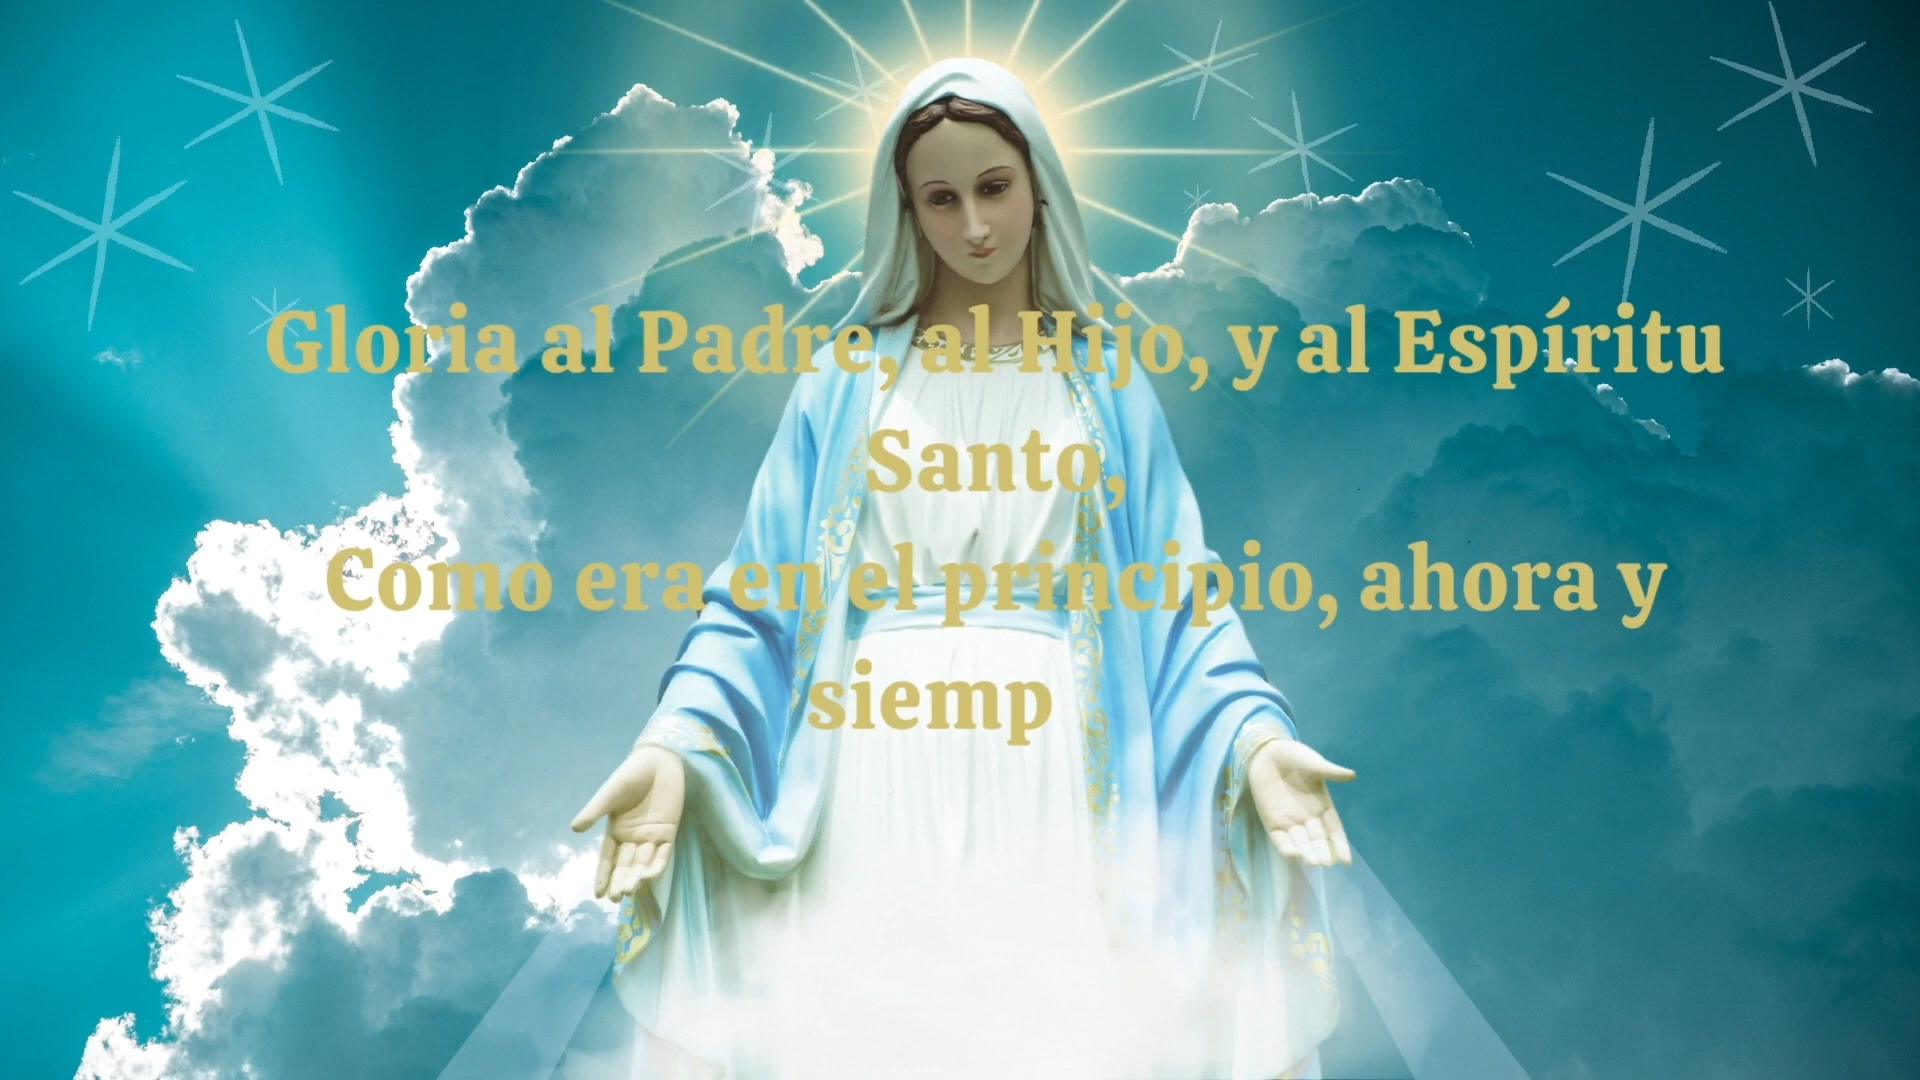 Gloria al Padre, al Hijo, y al Espíritu
Santo,
Como era en el principio, ahora y
siemp